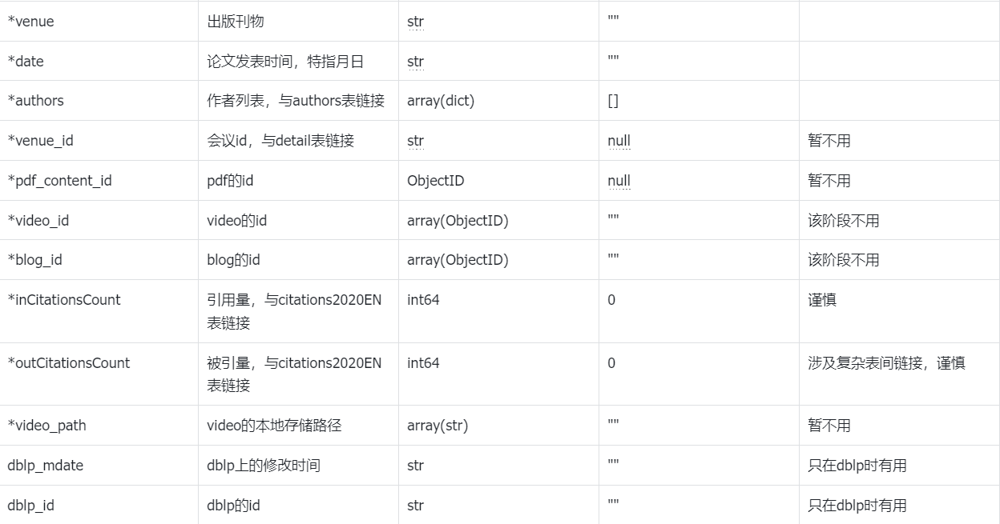 *venue 出版刊物 str ""
*date 论文发表时间，特指月日 str ""
*authors 作者列表，与authors表链接 array(dict) []
*venue_id 会议id，与detail表链接 str null 暂不用
*pdf_content_id pdf的id ObjectID null 暂不用
*video_id video的id array(ObjectID) "" 该阶段不用
*blog_id blog的id array(ObjectID) "" 该阶段不用
*inCitationsCount 引用量，与citations2020EN int64 0 谨慎
表链接
*outCitationsCount 被引量，与citations2020EN int64 0 涉及复杂表间链接，谨慎
表链接
*video_path video的本地存储路径 array(str) "" 暂不用
dblp_mdate dblp上的修改时间 str "" 只在dblp时有用
dblp_id dblp的id str "" 只在dblp时有用